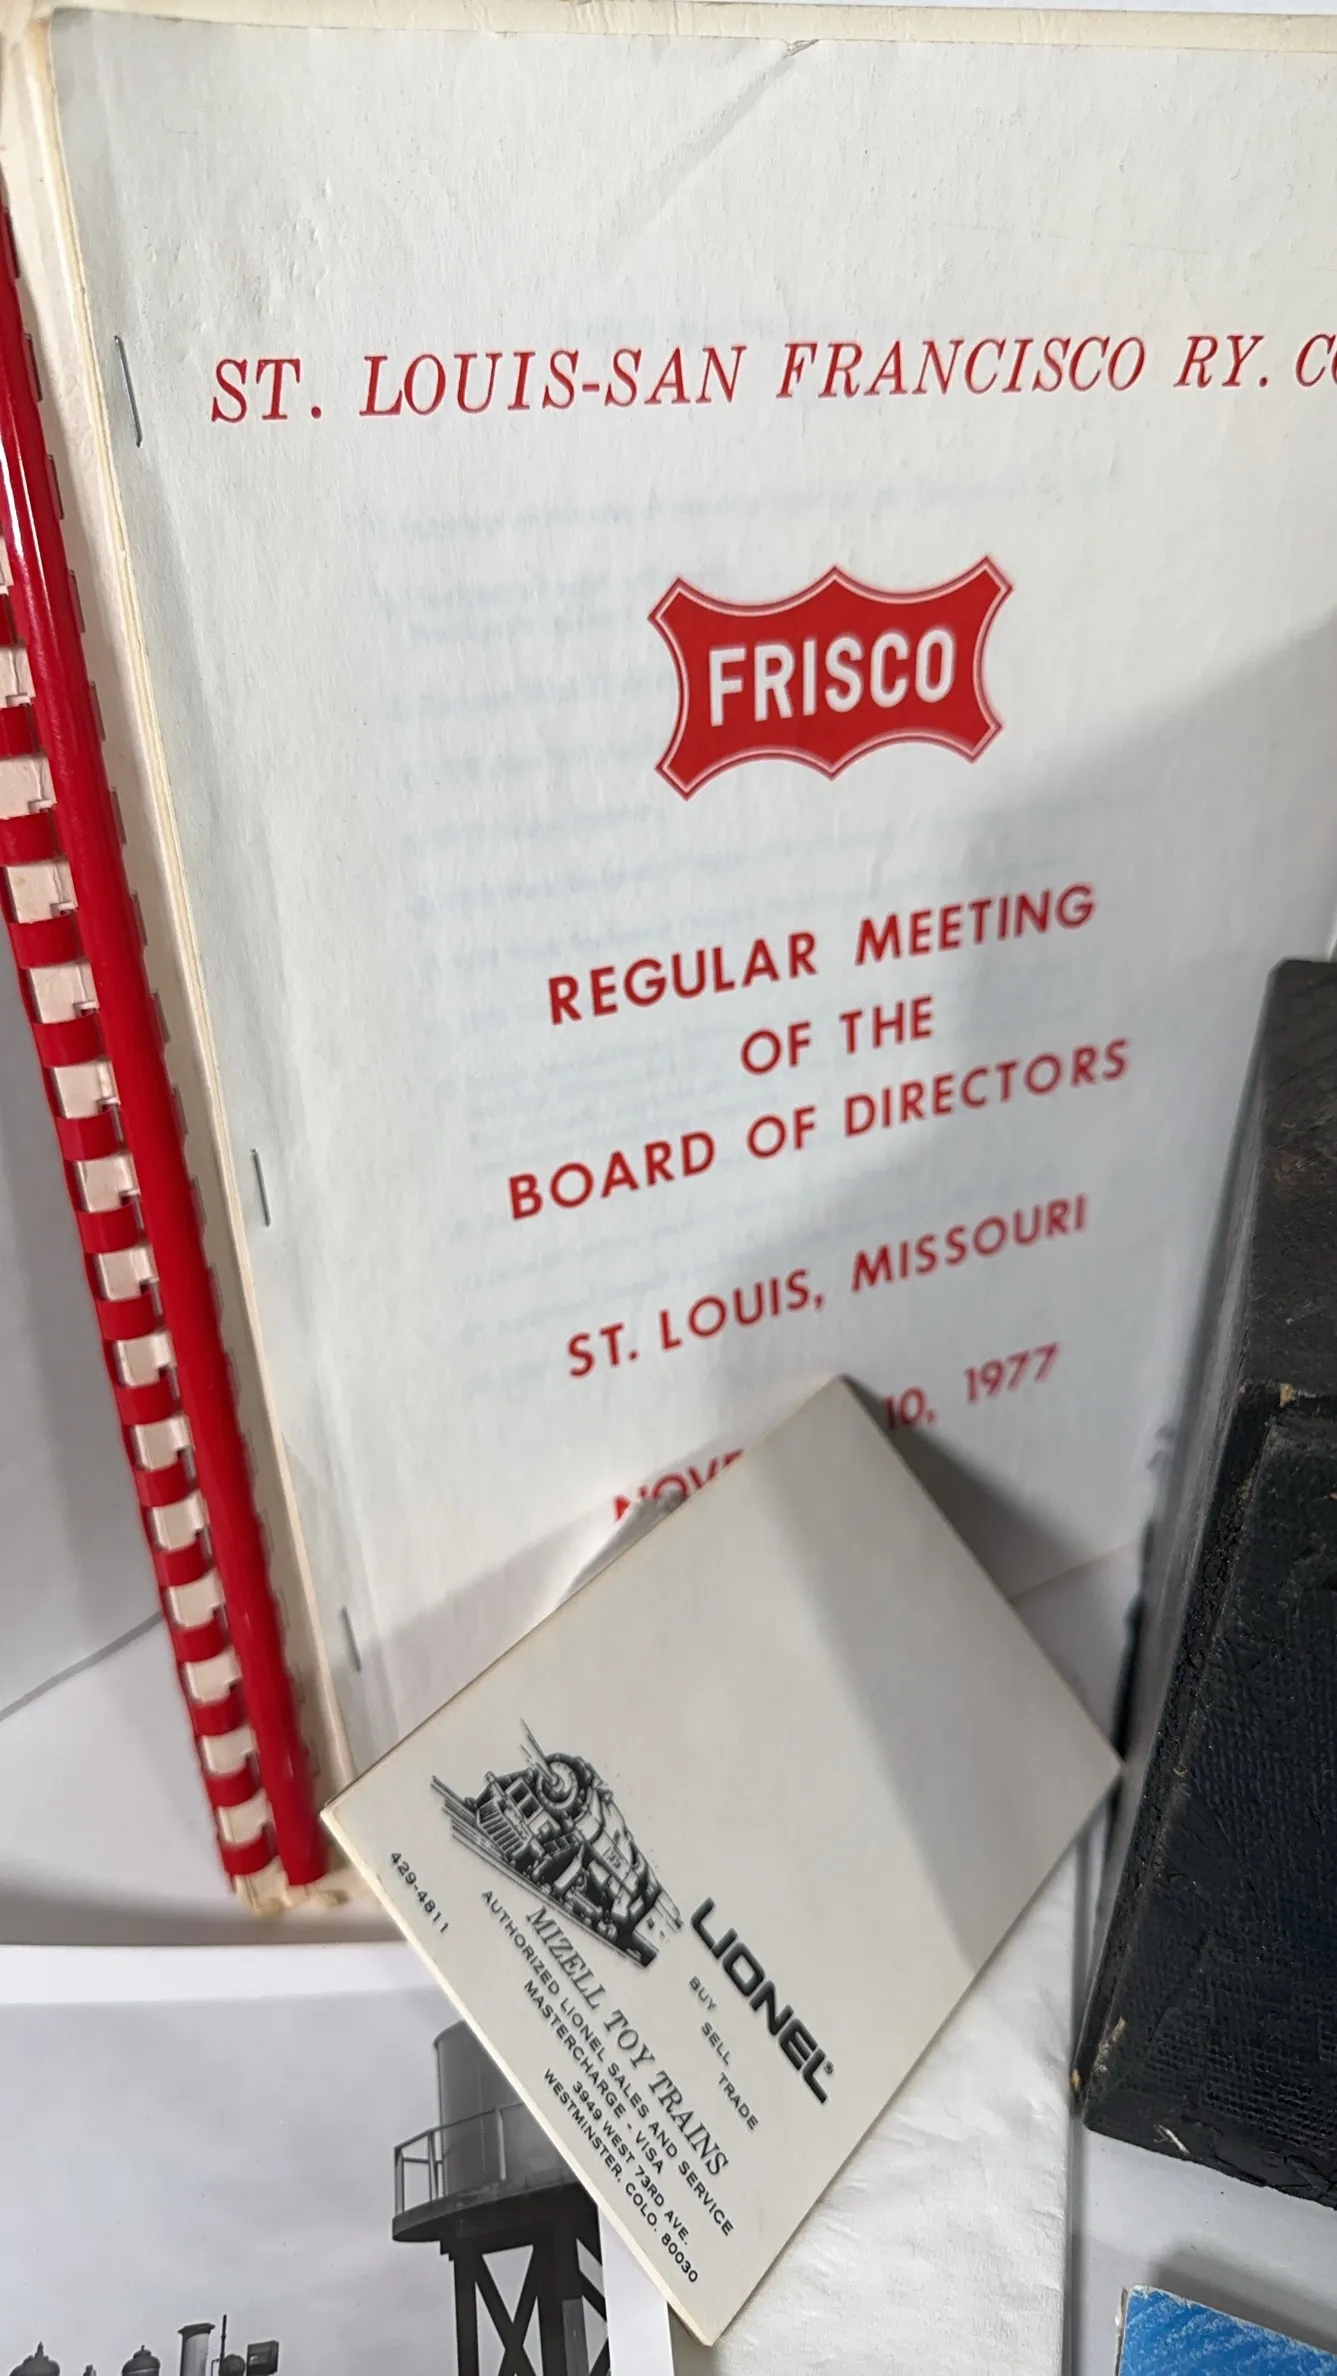 ST. LOUIS-SAN FRANCISCO RY.
FRISCO
REGULAR MEETING
OF THE
BOARD OF DIRECTORS
ST. LOUIS, MISSOURI
10, 1977
LIONEL®
BUY SELL TRADE
MIZELL TOY TRAINS
AUTHORIZED LIONEL SALES AND SERVICE
MASTERCHARGE - VISA
3949 WEST 73RD AVE.
WESTMINSTER, COLO. 80030
429-4811